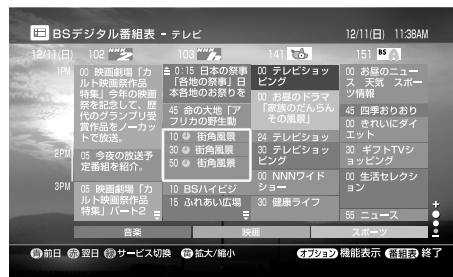 BSデジタル番組表 - テレビ
12/11(日) 11:38AM
12/11(日)
102 NHK 2
103 NHK h
141
151 BS
1PM
2PM
3PM
00 映画劇場「カ
ルト映画祭作品
特集」今年の映画
祭を記念して、歴
代のグランプリ受
賞作品をノーカッ
トで放送。
05 今夜の放送予
定番組を紹介。
05 映画劇場「カ
ルト映画祭作品
特集」パート2
0:15 日本の祭事
「各地の祭事」日
本各地のお祭りを
45 命の大地「ア
フリカの野生動
10 街角風景
30 街角風景
50 街角風景
10 BSハイビジ
15 ふれあい広場
00 テレビショッ
ピング
00 お昼のドラマ
「家族のだんらん
その風景」
24 テレビショッ
30 テレビショッ
ピング
00 NNNワイド
ショー
30 健康ライフ
00 お昼のニュー
ス 天気 スポー
ツ情報
45 四季おりおり
00 きれいにダイ
エット
30 ギフトTVシ
ョッピング
00 生活セレクシ
ョン
55 ニュース
音楽
映画
スポーツ
青 前日 赤 翌日 緑 サービス切換 黄 拡大/縮小
オプション 機能表示 番組表 終了